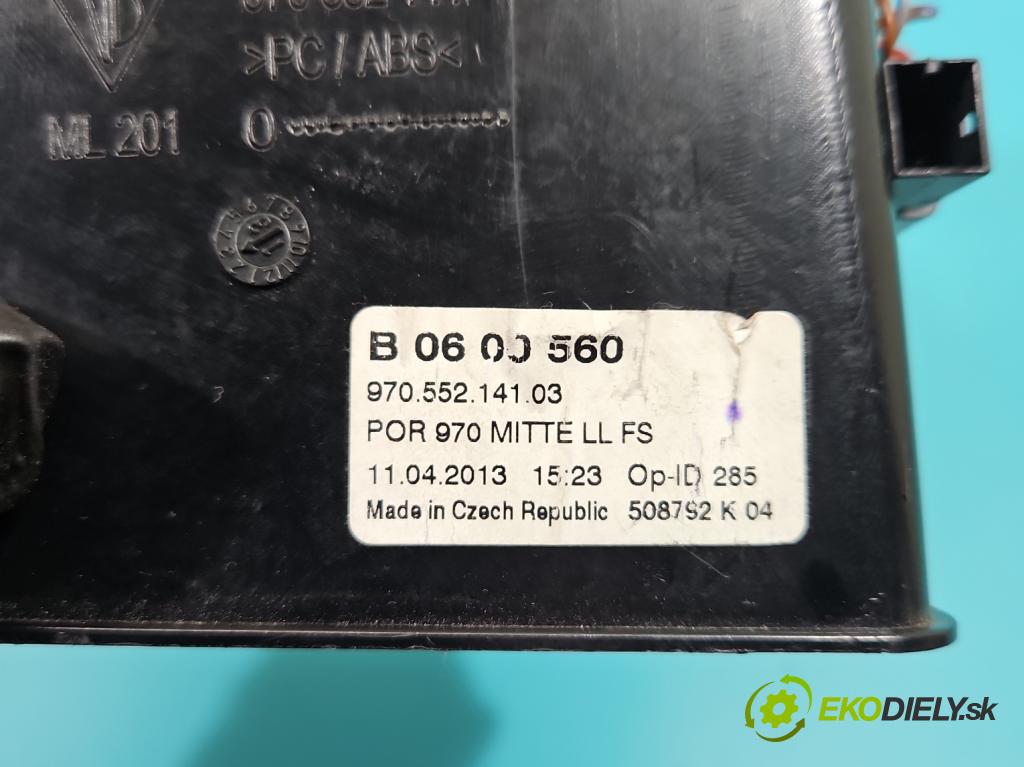 >PC/ABS<
ML 201 0
B 06 00 560
970.552.141.03
POR 970 MITTE LL FS
11.04.2013 15:23 Op-ID 285
Made in Czech Republic 508792 K 04
EKODIELY.sk